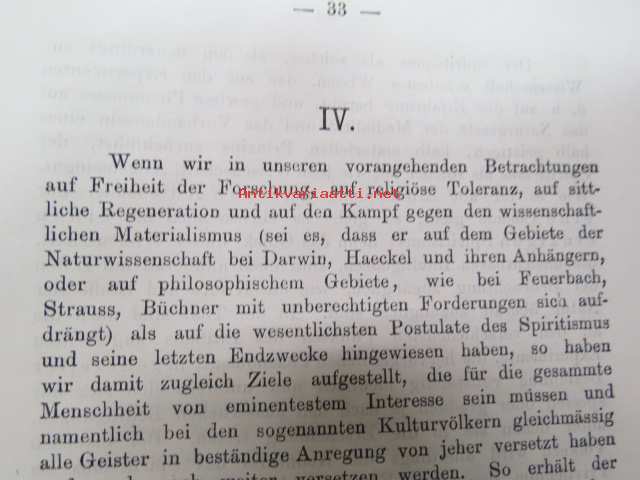 — 33 —
IV.
Wenn wir in unseren vorangehenden Betrachtungen
auf Freiheit der Forschung, auf religiöse Toleranz, auf sitt-
Antikvariaatti.net
liche Regeneration und auf den Kampf gegen den wissenschaft-
lichen Materialismus (sei es, dass er auf dem Gebiete der
Naturwissenschaft bei Darwin, Haeckel und ihren Anhängern,
oder auf philosophischem Gebiete, wie bei Feuerbach,
Strauss, Büchner mit unberechtigten Forderungen sich auf-
drängt) als auf die wesentlichsten Postulate des Spiritismus
und seine letzten Endzwecke hingewiesen haben, so haben
wir damit zugleich Ziele aufgestellt, die für die gesammte
Menschheit von eminentestem Interesse sein müssen und
namentlich bei den sogenannten Kulturvölkern gleichmässig
alle Geister in beständige Anregung von jeher versetzt haben
weiter versetzen werden. So erhält der